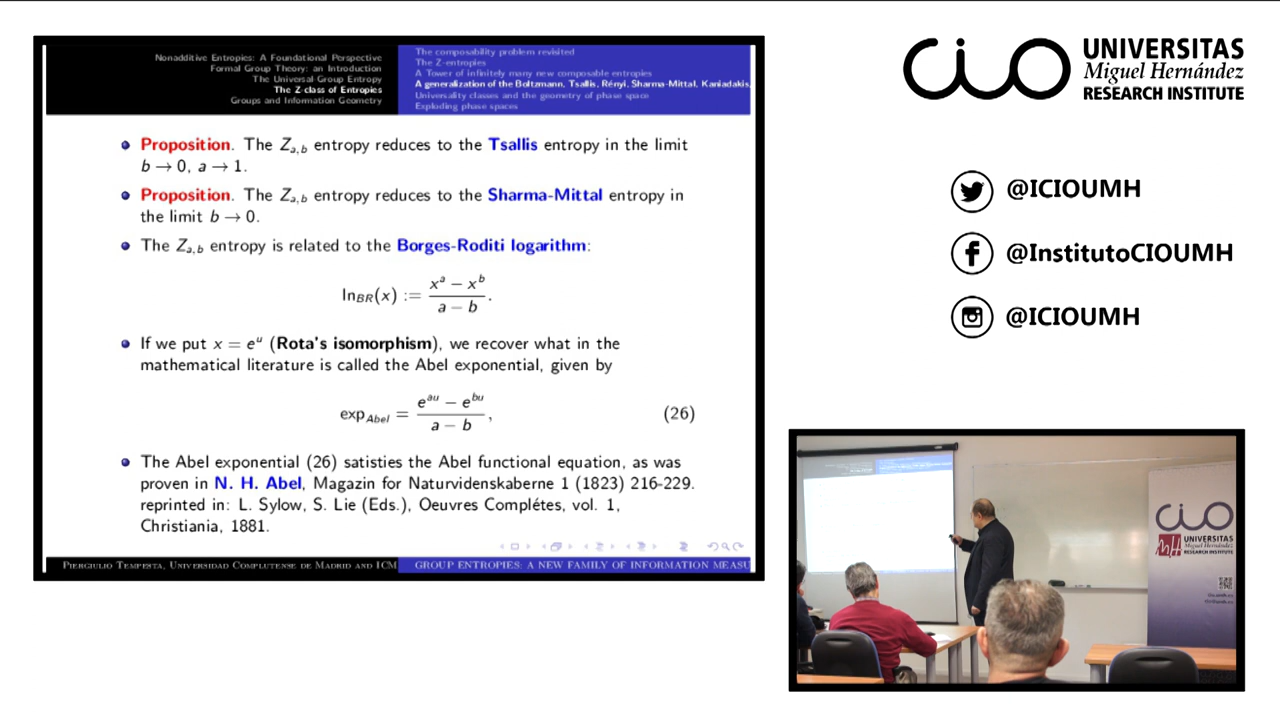 Nonadditive Entropies: A Foundational Perspective
Formal Group Theory: an Introduction
The Universal Group Entropy
The Z-class of Entropies
Groups and Information Geometry
The composability problem revisited
The Z-entropies
A Tower of infinitely many new composable entropies
A generalization of the Boltzmann, Tsallis, Rényi, Sharma-Mittal, Kaniadakis,
Universality classes and the geometry of phase space
Exploding phase spaces
Proposition. The Z_{a,b} entropy reduces to the Tsallis entropy in the limit
b → 0, a → 1.
Proposition. The Z_{a,b} entropy reduces to the Sharma-Mittal entropy in
the limit b → 0.
The Z_{a,b} entropy is related to the Borges-Roditi logarithm:
ln_{BR}(x) := \frac{x^a − x^b}{a − b}.
If we put x = e^u (Rota's isomorphism), we recover what in the
mathematical literature is called the Abel exponential, given by
exp_{Abel} = \frac{e^{au} − e^{bu}}{a − b}, (26)
The Abel exponential (26) satisties the Abel functional equation, as was
proven in N. H. Abel, Magazin for Naturvidenskaberne 1 (1823) 216-229.
reprinted in: L. Sylow, S. Lie (Eds.), Oeuvres Complétes, vol. 1,
Christiania, 1881.
Piergiulio Tempesta, Universidad Complutense de Madrid and ICM
GROUP ENTROPIES: A NEW FAMILY OF INFORMATION MEASU
cio
UNIVERSITAS
Miguel Hernández
RESEARCH INSTITUTE
@ICIOUMH
@InstitutoCIOUMH
@ICIOUMH
cio
UNIVERSITAS
Miguel Hernández
RESEARCH INSTITUTE